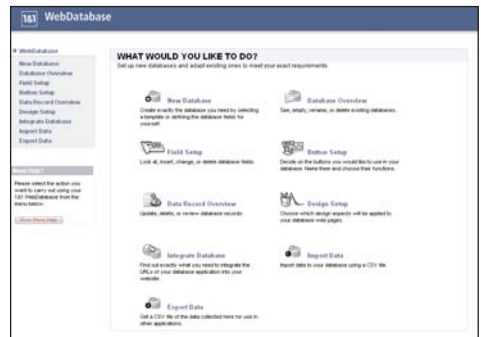 1&1 WebDatabase
WebDatabase
New Database
Database Overview
Field Setup
Button Setup
Data Record Overview
Design Setup
Integrate Database
Import Data
Export Data
Need Help?
Please select the action you
want to carry out using your
1&1 WebDatabase from the
menu below.
Show More Help
WHAT WOULD YOU LIKE TO DO?
Set up new databases and adapt existing ones to meet your exact requirements.
New Database
Create exactly the database you need by selecting
a template or defining the database fields for
yourself.
Database Overview
See, empty, rename, or delete existing databases.
Field Setup
Look at, insert, change, or delete database fields.
Button Setup
Decide on the buttons you would like to use in your
database. Name them and choose their functions.
Data Record Overview
Update, delete, or review database records.
Design Setup
Choose which design aspects will be applied to
your database web pages.
Integrate Database
Find out exactly what you need to integrate the
URLs of your database application into your
website.
Import Data
Import data to your database using a CSV file.
Export Data
Get a CSV file of the data collected here for use in
other applications.